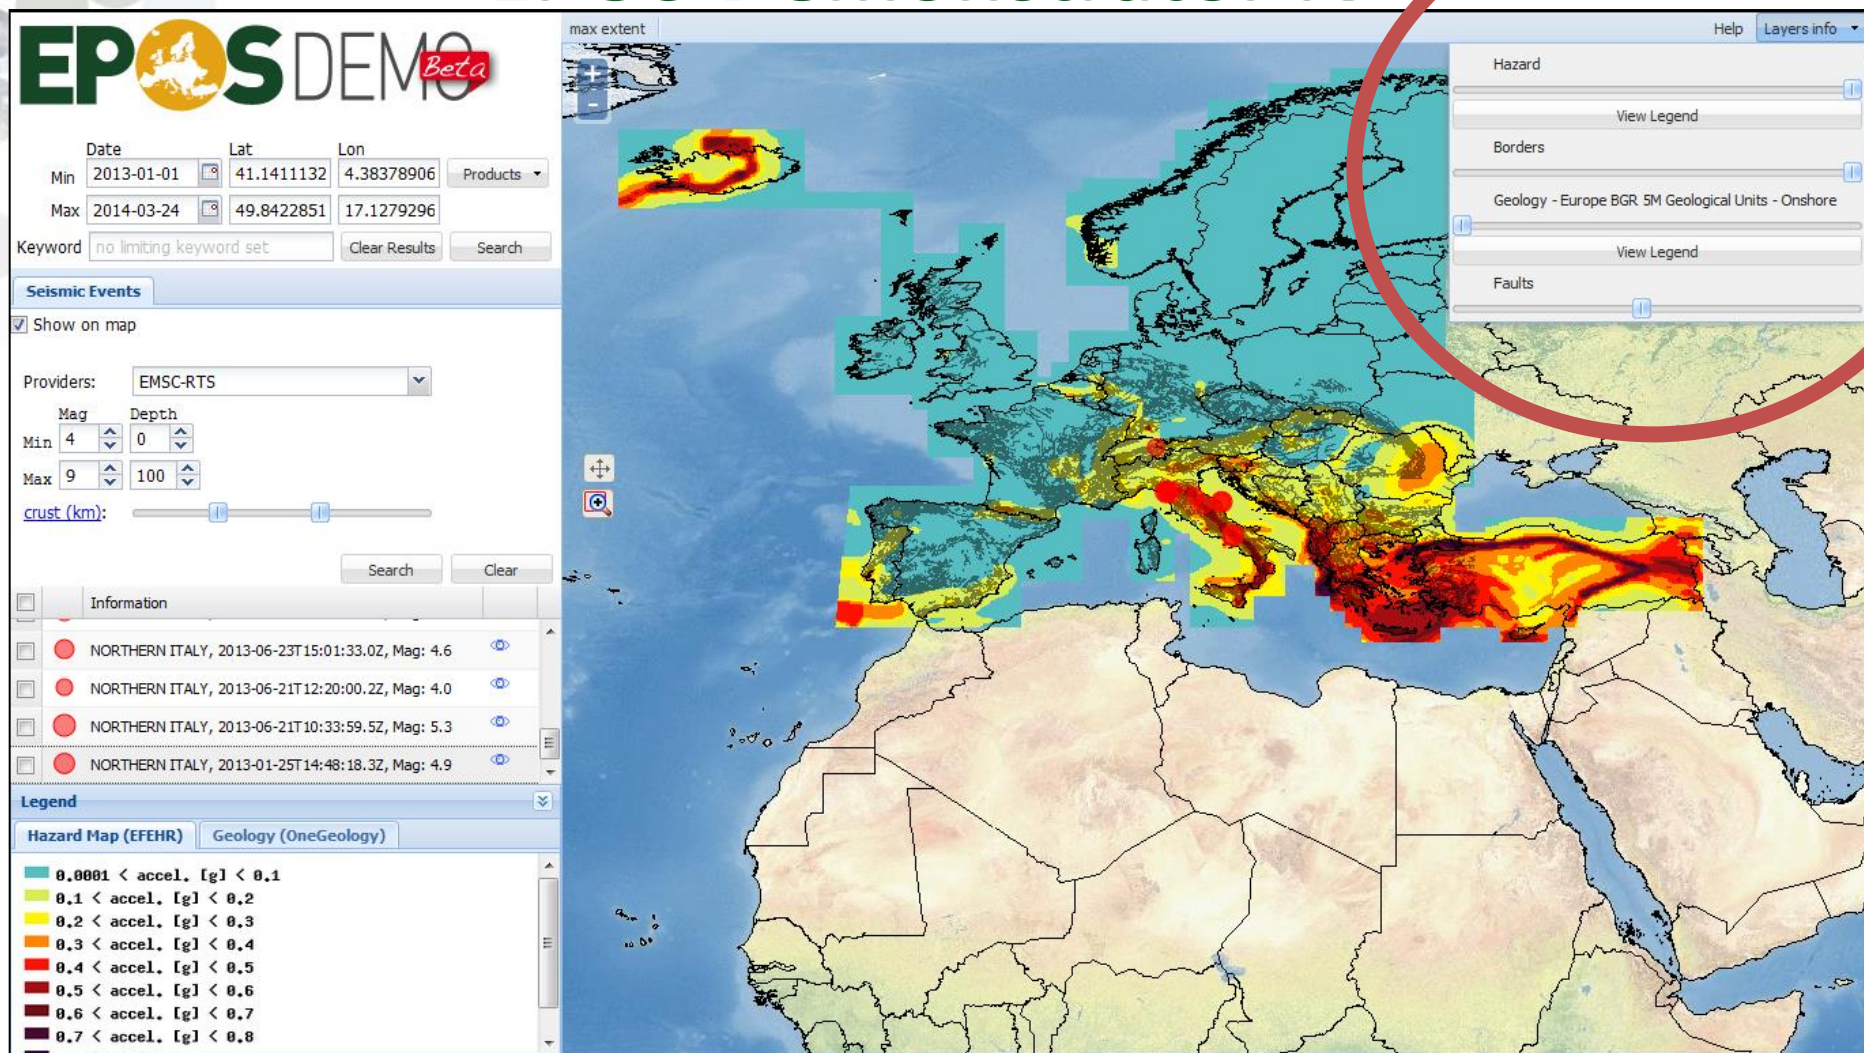 EPOS DEMO Beta
Date Lat Lon
Min 2013-01-01 41.1411132 4.38378906 Products
Max 2014-03-24 49.8422851 17.1279296
Keyword no limiting keyword set Clear Results Search
Seismic Events
Show on map
Providers: EMSC-RTS
Mag Depth
Min 4 0
Max 9 100
crust (km):
Search Clear
Information
NORTHERN ITALY, 2013-06-23T15:01:33.0Z, Mag: 4.6
NORTHERN ITALY, 2013-06-21T12:20:00.2Z, Mag: 4.0
NORTHERN ITALY, 2013-06-21T10:33:59.5Z, Mag: 5.3
NORTHERN ITALY, 2013-01-25T14:48:18.3Z, Mag: 4.9
Legend
Hazard Map (EFEHR) Geology (OneGeology)
0.0001 < accel. [g] < 0.1
0.1 < accel. [g] < 0.2
0.2 < accel. [g] < 0.3
0.3 < accel. [g] < 0.4
0.4 < accel. [g] < 0.5
0.5 < accel. [g] < 0.6
0.6 < accel. [g] < 0.7
0.7 < accel. [g] < 0.8
max extent
Help Layers info
Hazard
View Legend
Borders
Geology - Europe BGR 5M Geological Units - Onshore
View Legend
Faults